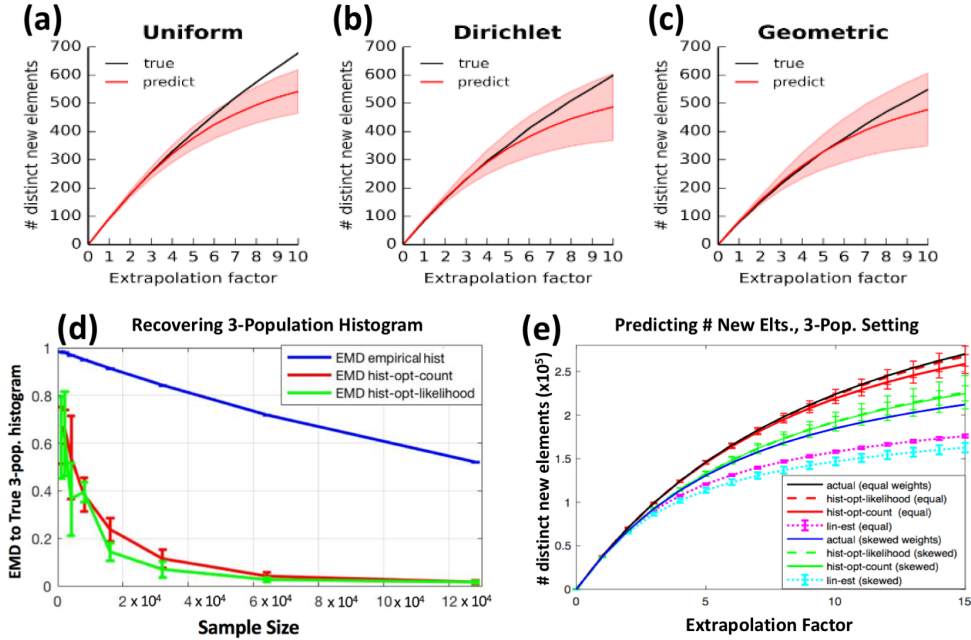 (a)
Uniform
700
600
500
400
300
200
100
0
true
predict
# distinct new elements
0 1 2 3 4 5 6 7 8 9 10
Extrapolation factor
(b)
Dirichlet
700
600
500
400
300
200
100
0
true
predict
# distinct new elements
0 1 2 3 4 5 6 7 8 9 10
Extrapolation factor
(c)
Geometric
700
600
500
400
300
200
100
0
true
predict
# distinct new elements
0 1 2 3 4 5 6 7 8 9 10
Extrapolation factor
(d)
Recovering 3-Population Histogram
1
0.8
0.6
0.4
0.2
0
EMD empirical hist
EMD hist-opt-count
EMD hist-opt-likelihood
EMD to True 3-pop. histogram
0 2 x 10⁴ 4 x 10⁴ 6 x 10⁴ 8 x 10⁴ 10 x 10⁴ 12 x 10⁴
Sample Size
(e)
Predicting # New Elts., 3-Pop. Setting
2.5
2
1.5
1
0.5
0
# distinct new elements (x10⁵)
actual (equal weights)
hist-opt-likelihood (equal)
hist-opt-count (equal)
lin-est (equal)
actual (skewed weights)
hist-opt-likelihood (skewed)
hist-opt-count (skewed)
lin-est (skewed)
0 5 10 15
Extrapolation Factor